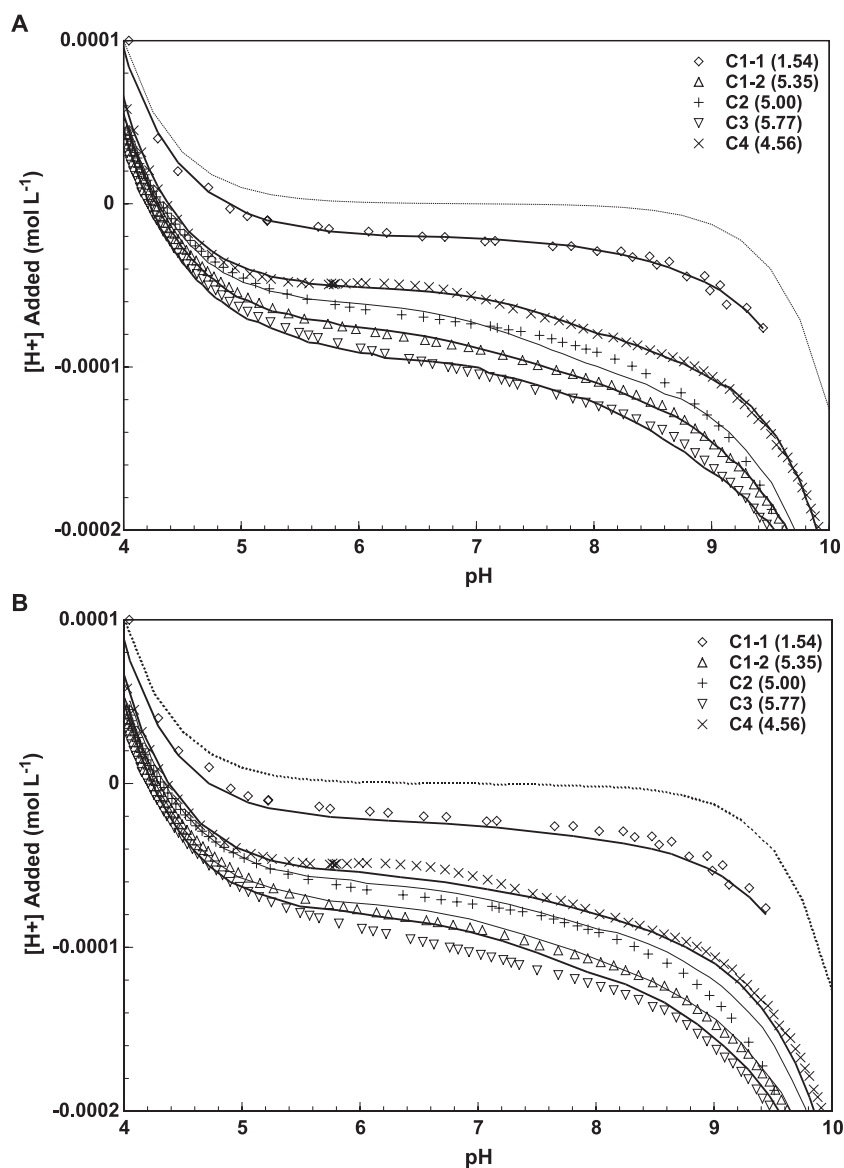 A
0.0001
0
-0.0001
-0.0002
[H+] Added (mol L-1)
4 5 6 7 8 9 10
pH
C1-1 (1.54)
C1-2 (5.35)
C2 (5.00)
C3 (5.77)
C4 (4.56)
B
0.0001
0
-0.0001
-0.0002
[H+] Added (mol L-1)
4 5 6 7 8 9 10
pH
C1-1 (1.54)
C1-2 (5.35)
C2 (5.00)
C3 (5.77)
C4 (4.56)